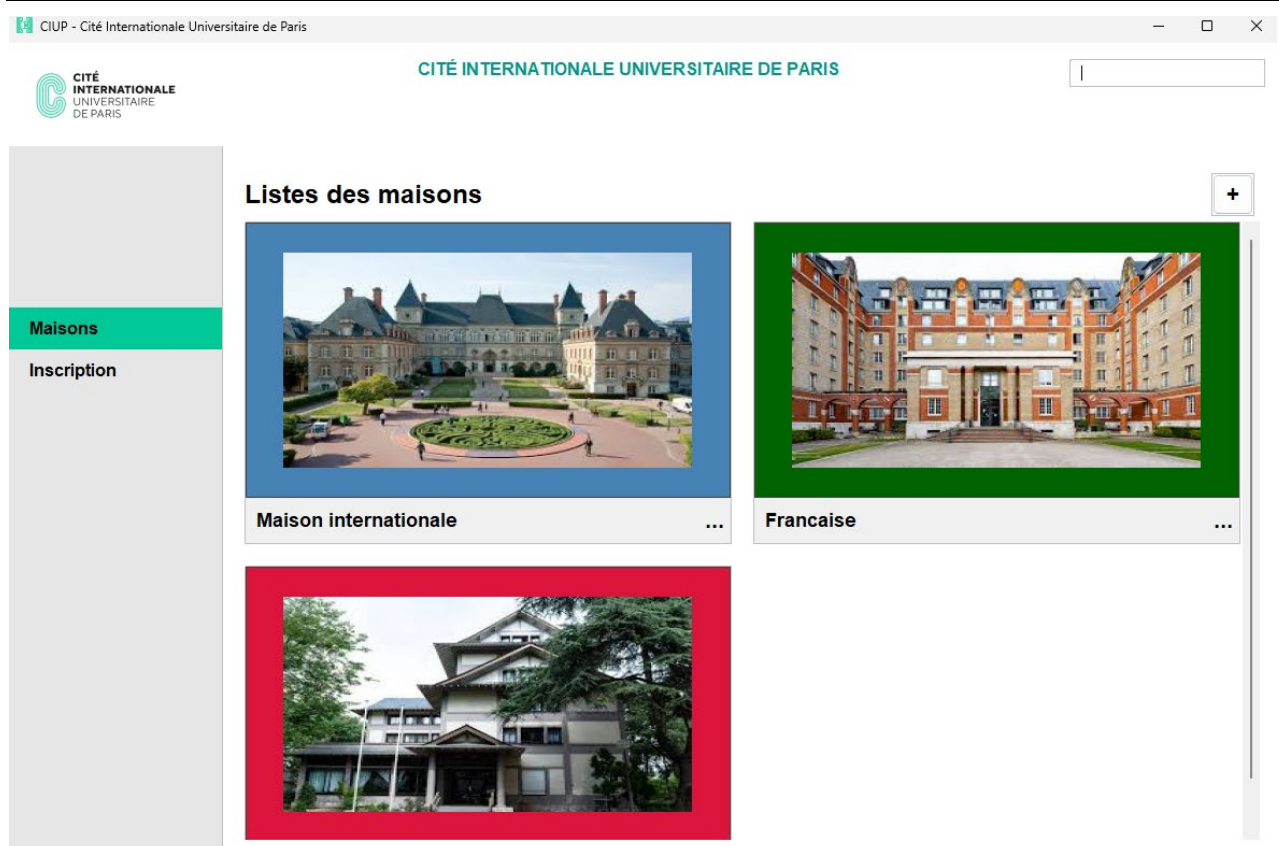 CIUP - Cité Internationale Universitaire de Paris
CITÉ INTERNATIONALE UNIVERSITAIRE DE PARIS
CITÉ
INTERNATIONALE
UNIVERSITAIRE
DE PARIS
Listes des maisons
+
Maisons
Inscription
Maison internationale ...
Francaise ...